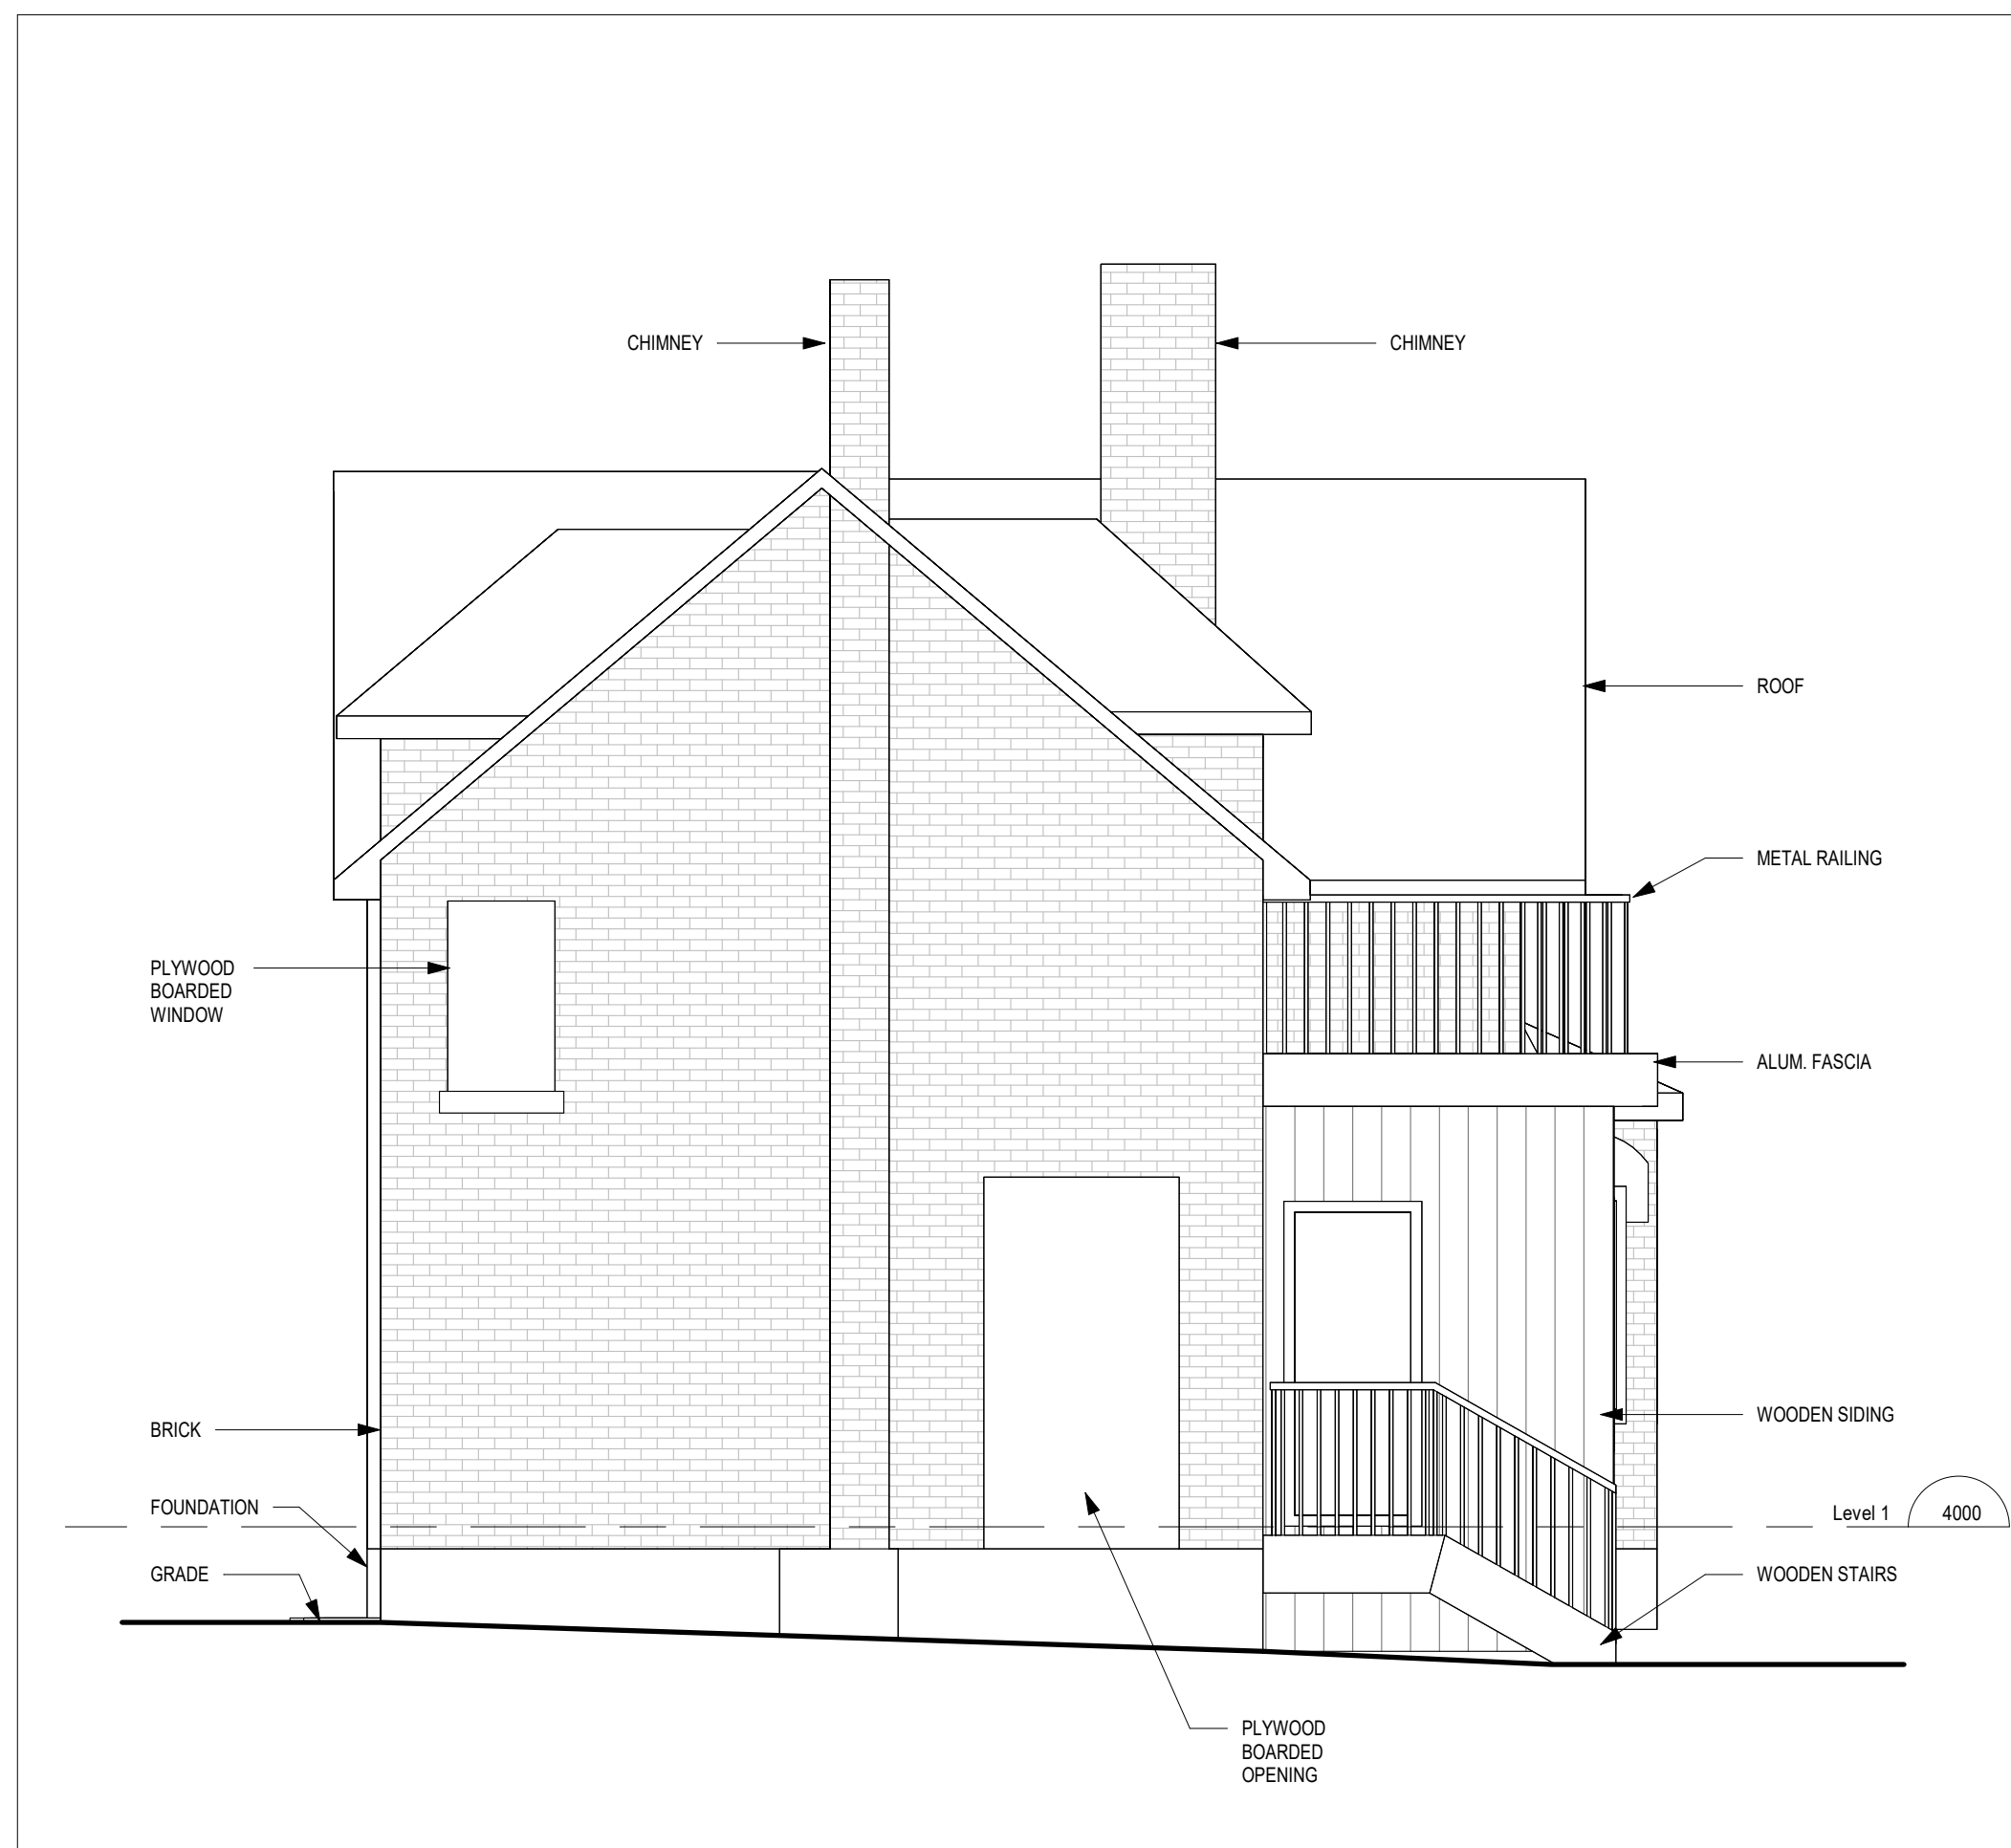 CHIMNEY
CHIMNEY
ROOF
METAL RAILING
PLYWOOD
BOARDED
WINDOW
ALUM. FASCIA
BRICK
WOODEN SIDING
FOUNDATION
Level 1
4000
GRADE
WOODEN STAIRS
PLYWOOD
BOARDED
OPENING